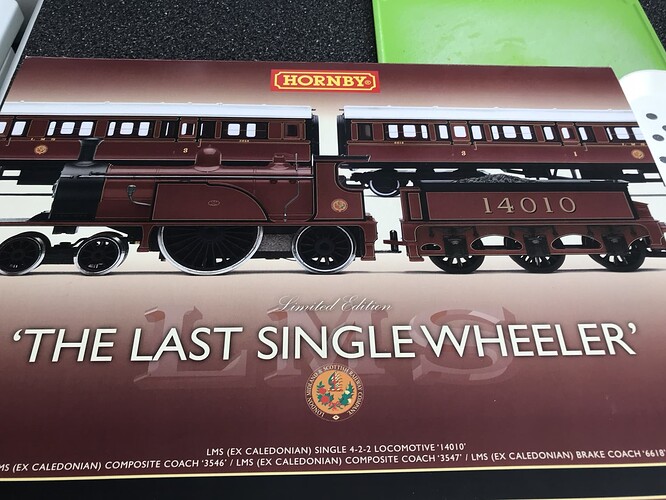 HORNBY®
14010
Limited Edition
LMS
'THE LAST SINGLE WHEELER'
LMS (EX CALEDONIAN) SINGLE 4-2-2 LOCOMOTIVE '14010'
MS (EX CALEDONIAN) COMPOSITE COACH '3546' / LMS (EX CALEDONIAN) COMPOSITE COACH '3547' / LMS (EX CALEDONIAN) BRAKE COACH '6618'